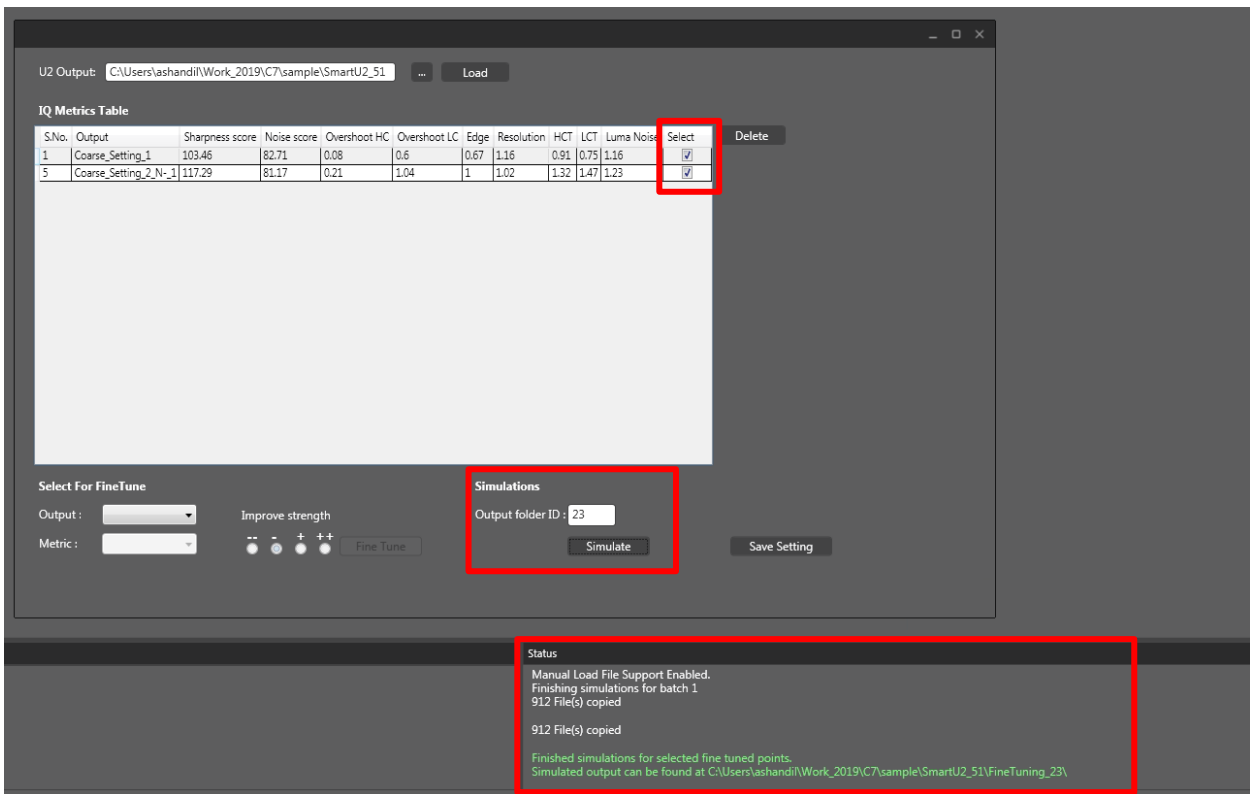 U2 Output: C:\Users\ashandil\Work_2019\C7\sample\SmartU2_51 ... Load
IQ Metrics Table
S.No. Output Sharpness score Noise score Overshoot HC Overshoot LC Edge Resolution HCT LCT Luma Noise Select Delete
1 Coarse_Setting_1 103.46 82.71 0.08 0.6 0.67 1.16 0.91 0.75 1.16
5 Coarse_Setting_2_N-_1 117.29 81.17 0.21 1.04 1 1.02 1.32 1.47 1.23
Select For FineTune Simulations
Output : Improve strength Output folder ID : 23
-- - + ++
Metric : Fine Tune Simulate Save Setting
Status
Manual Load File Support Enabled.
Finishing simulations for batch 1
912 File(s) copied
912 File(s) copied
Finished simulations for selected fine tuned points.
Simulated output can be found at C:\Users\ashandil\Work_2019\C7\sample\SmartU2_51\FineTuning_23\